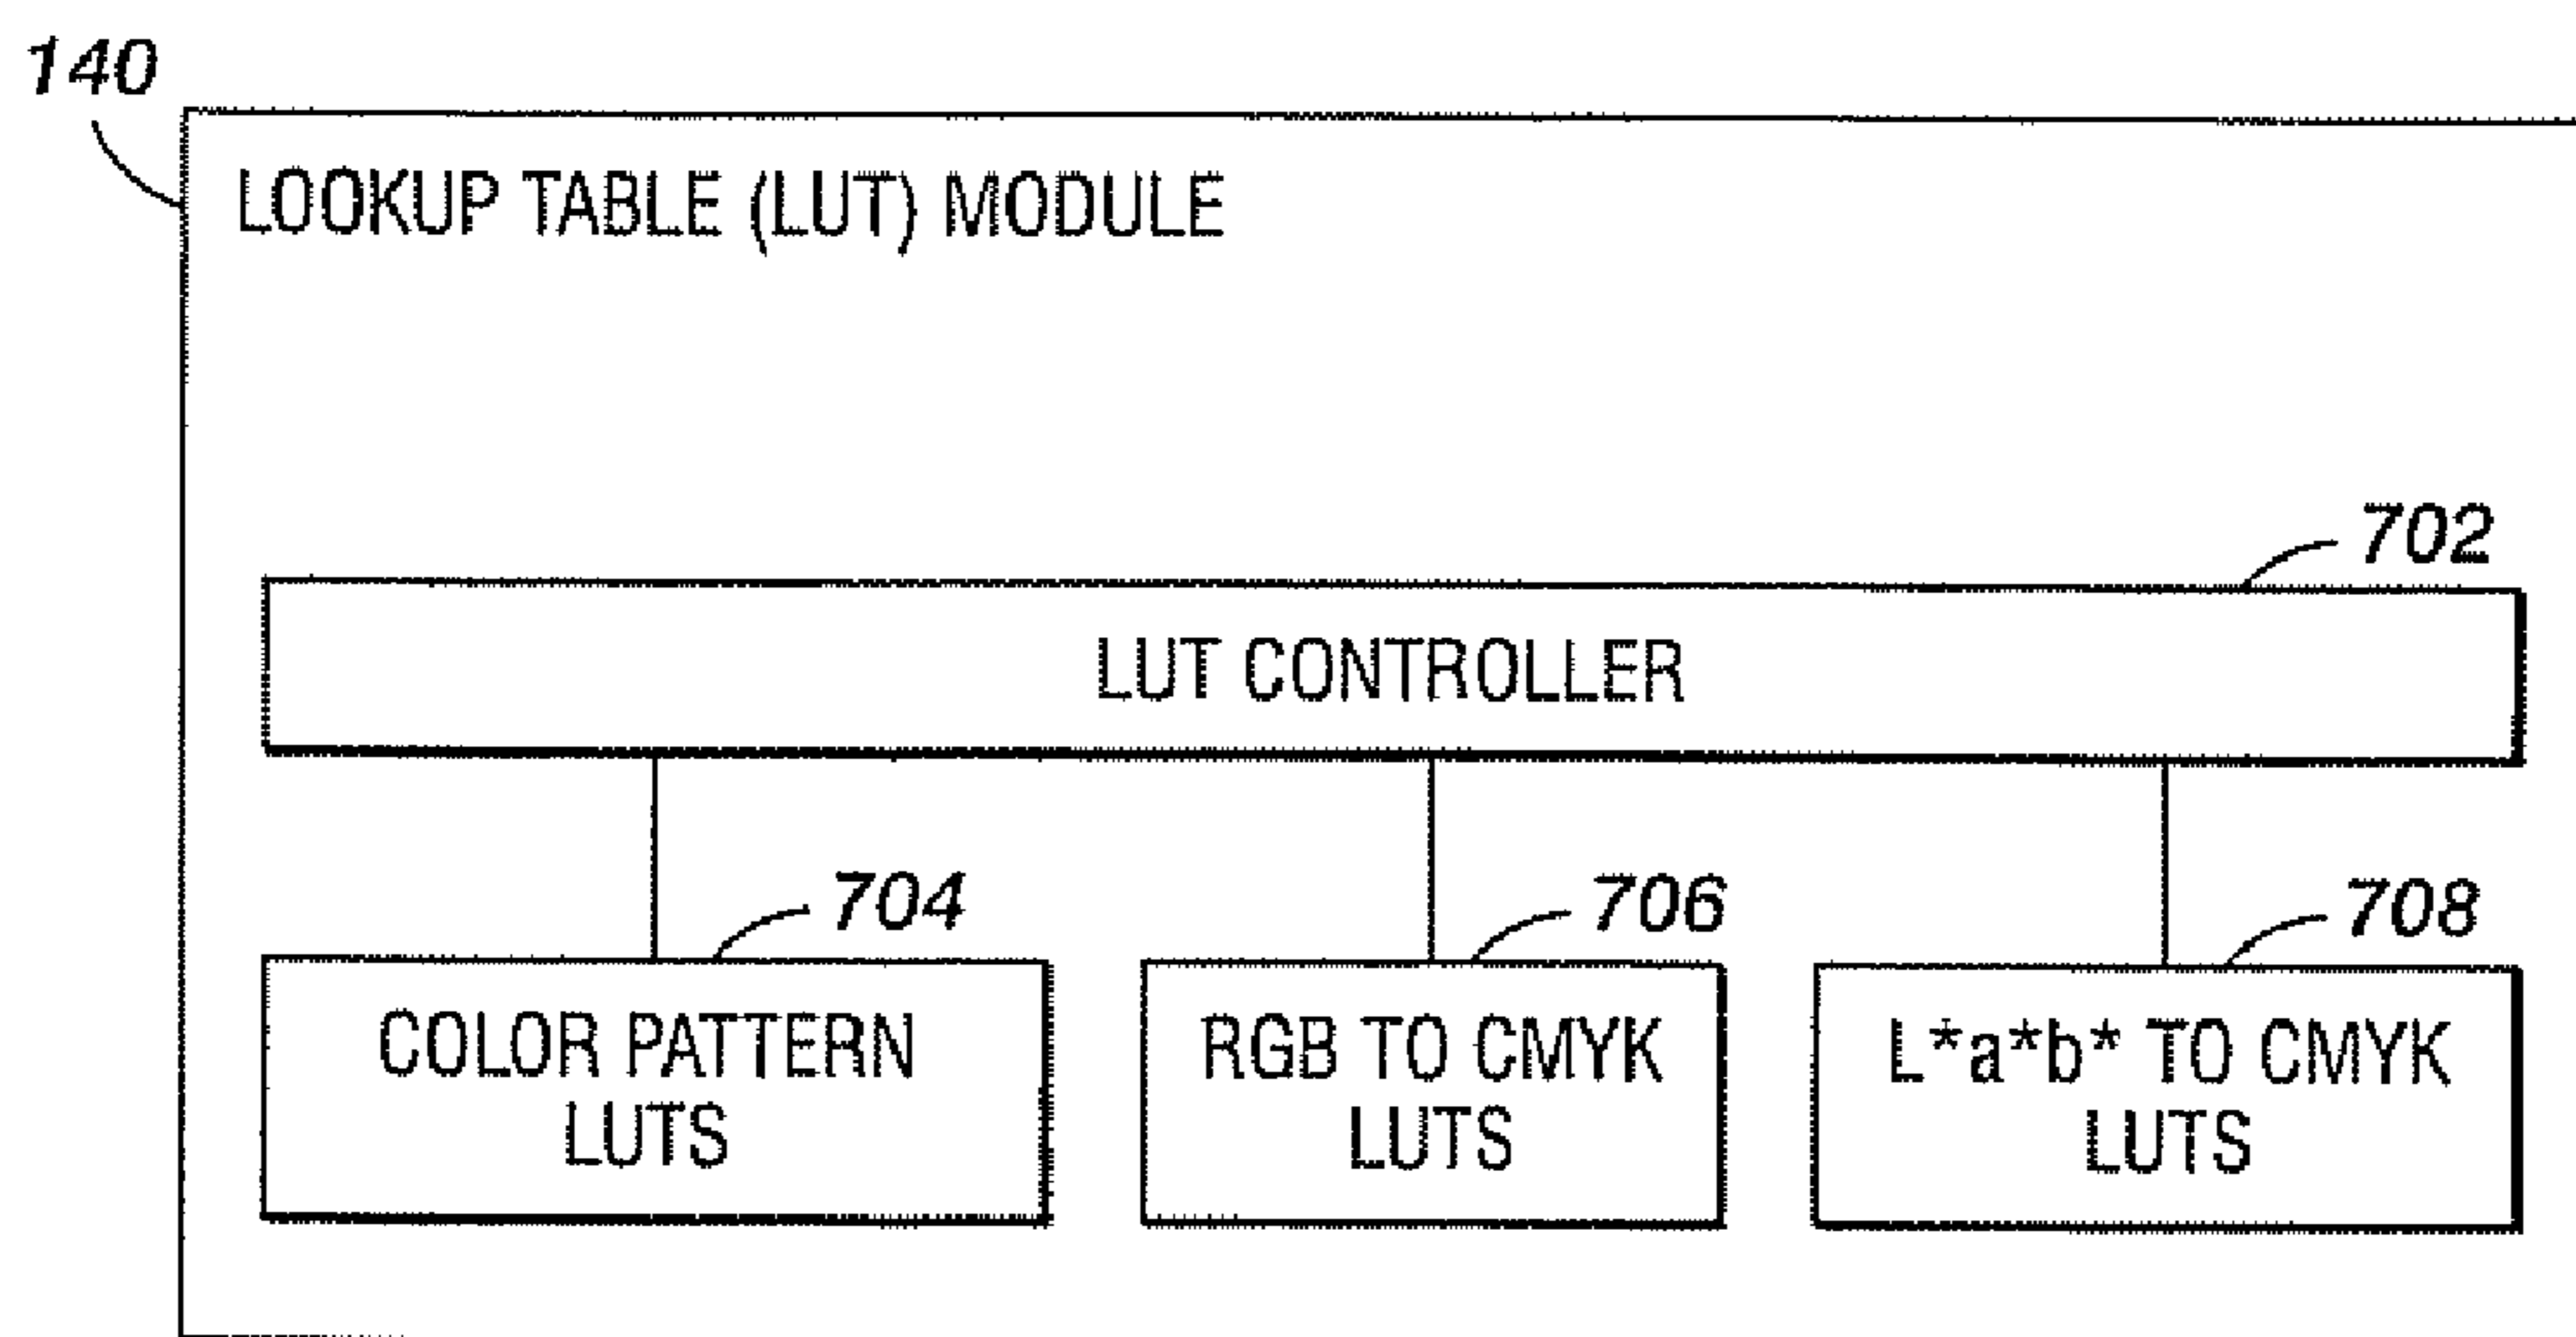 140
LOOKUP TABLE (LUT) MODULE
702
LUT CONTROLLER
704
706
708
COLOR PATTERN
LUTS
RGB TO CMYK
LUTS
L*a*b* TO CMYK
LUTS